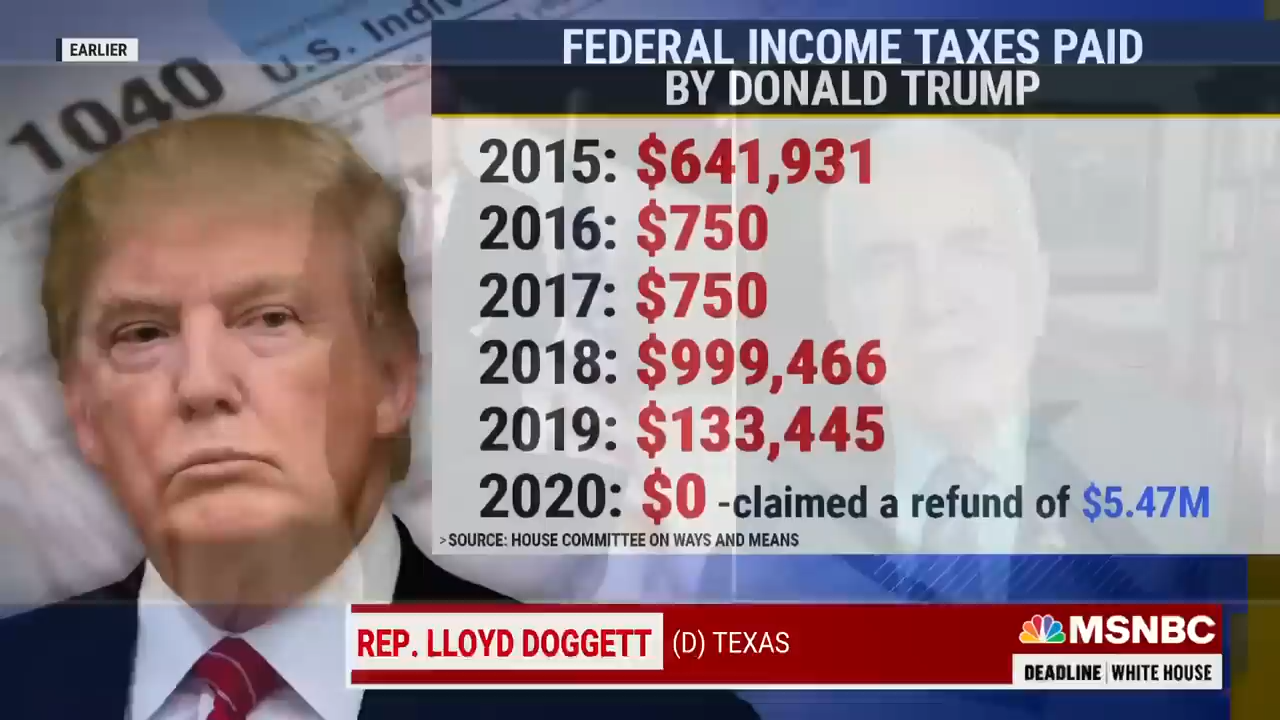 EARLIER
1040
U.S. Indiv
FEDERAL INCOME TAXES PAID
BY DONALD TRUMP
2015: $641,931
2016: $750
2017: $750
2018: $999,466
2019: $133,445
2020: $0 -claimed a refund of $5.47M
>SOURCE: HOUSE COMMITTEE ON WAYS AND MEANS
REP. LLOYD DOGGETT (D) TEXAS
MSNBC
DEADLINE | WHITE HOUSE